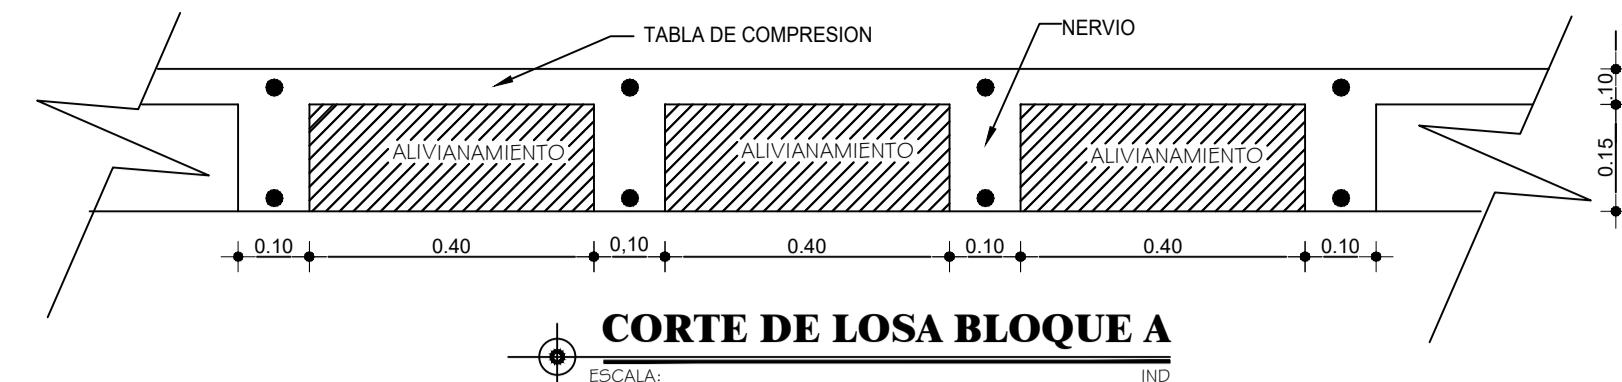 TABLA DE COMPRESION
NERVIO
ALIVIANAMIENTO
ALIVIANAMIENTO
ALIVIANAMIENTO
.10
0.15
0.10
0.40
0,10
0.40
0.10
0.40
0.10
CORTE DE LOSA BLOQUE A
ESCALA: IND